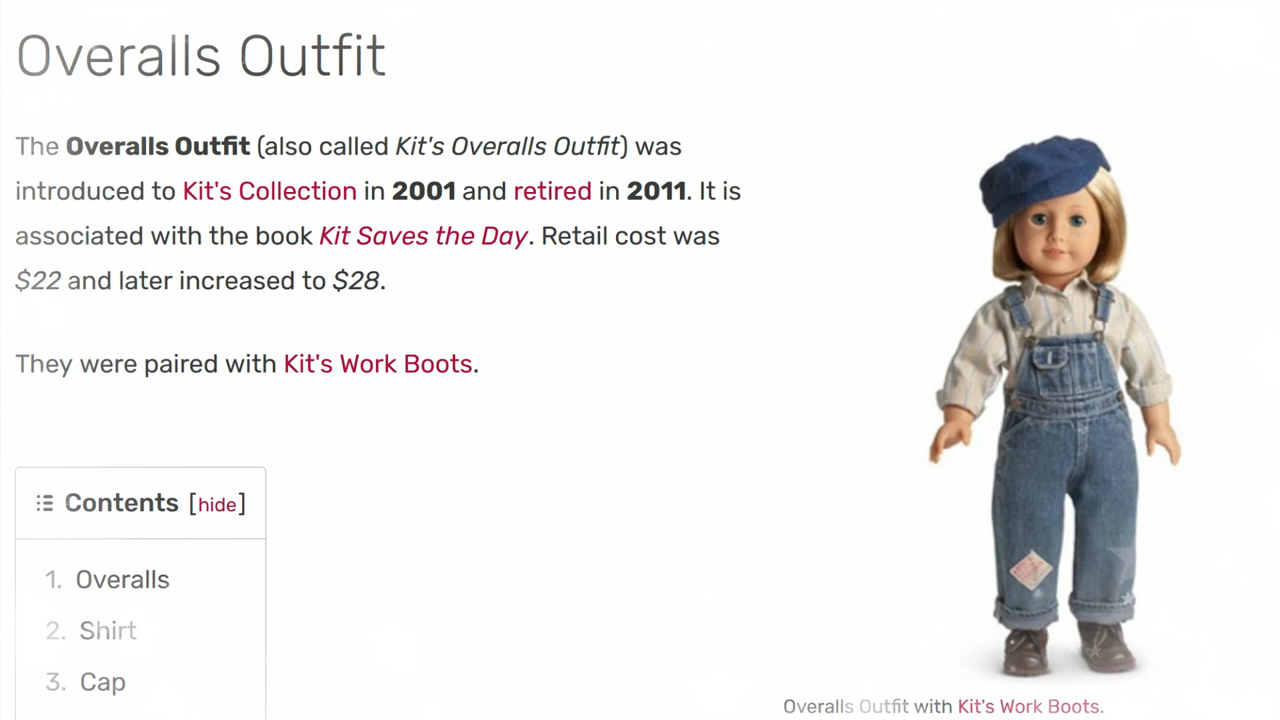 Overalls Outfit
The Overalls Outfit (also called Kit's Overalls Outfit) was
introduced to Kit's Collection in 2001 and retired in 2011. It is
associated with the book Kit Saves the Day. Retail cost was
$22 and later increased to $28.
They were paired with Kit's Work Boots.
Contents [hide]
1. Overalls
2. Shirt
3. Cap
Overalls Outfit with Kit's Work Boots.